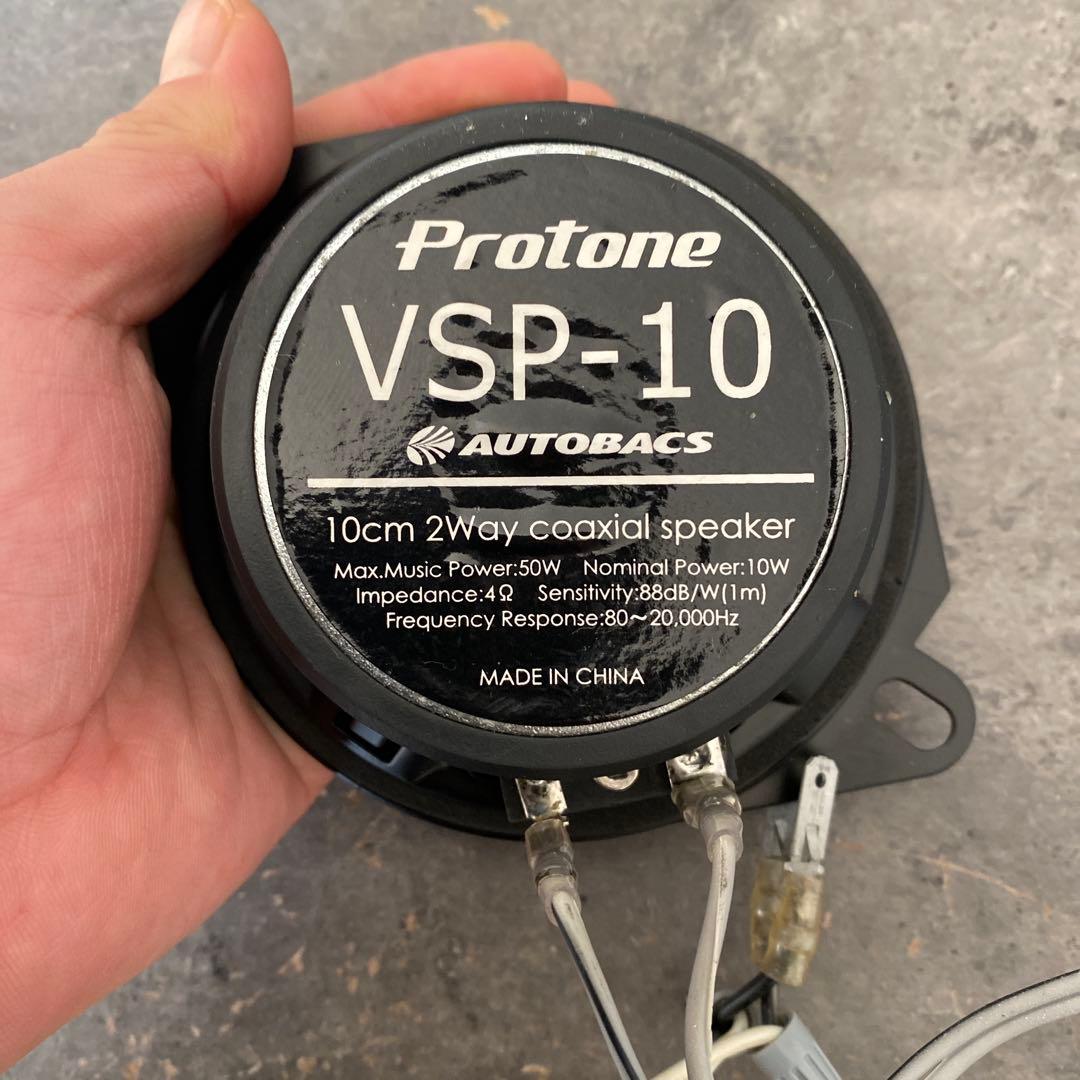 Protone
VSP-10
AUTOBACS
10cm 2Way coaxial speaker
Max.Music Power:50W Nominal Power:10W
Impedance:4Ω Sensitivity:88dB/W(1m)
Frequency Response:80～20,000Hz
MADE IN CHINA